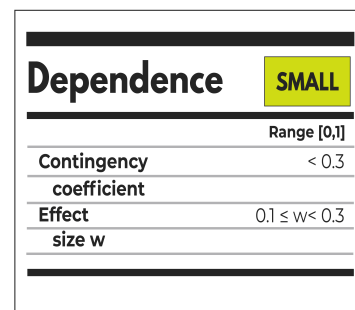 Dependence SMALL
Range [0,1]
Contingency < 0.3
coefficient
Effect 0.1 ≤ w< 0.3
size w